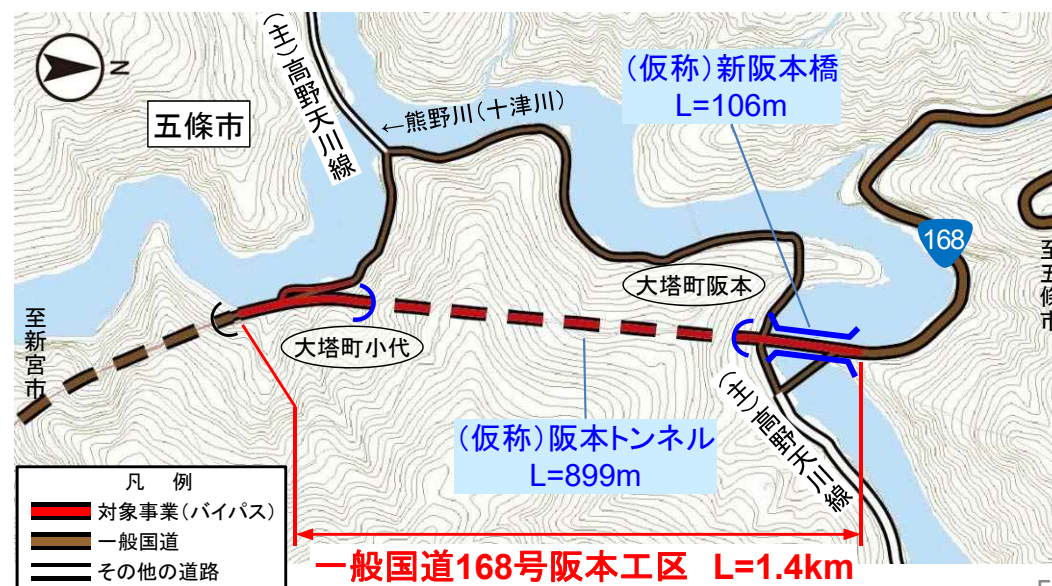 N
五條市
(主)高野天川線
←熊野川(十津川)
(仮称)新阪本橋
L=106m
168
至五條市
大塔町阪本
至新宮市
大塔町小代
(仮称)阪本トンネル
L=899m
(主)高野天川線
凡 例
対象事業(バイパス)
一般国道
その他の道路
一般国道168号阪本工区 L=1.4km